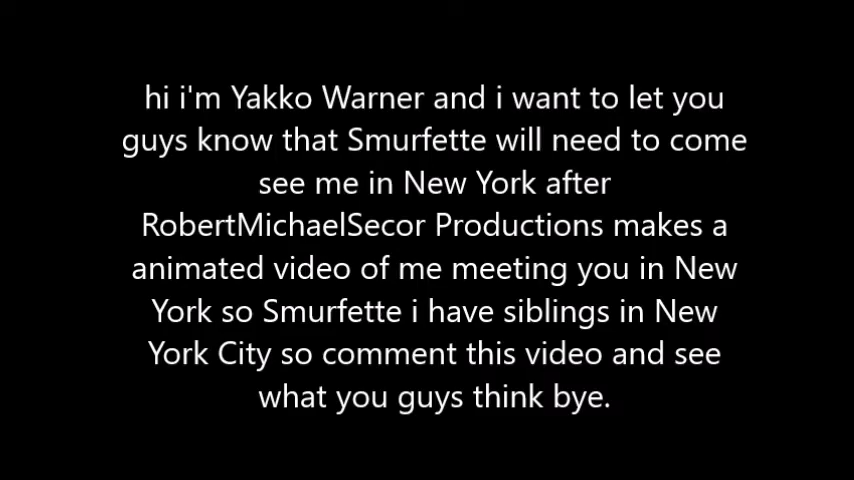 hi i'm Yakko Warner and i want to let you
guys know that Smurfette will need to come
see me in New York after
RobertMichaelSecor Productions makes a
animated video of me meeting you in New
York so Smurfette i have siblings in New
York City so comment this video and see
what you guys think bye.